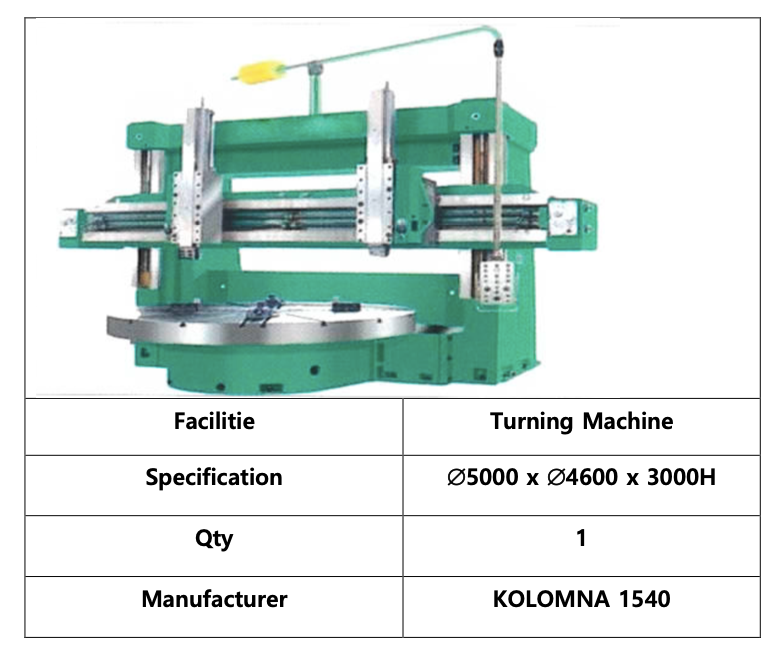 Facilitie Turning Machine
Specification ∅5000 x ∅4600 x 3000H
Qty 1
Manufacturer KOLOMNA 1540